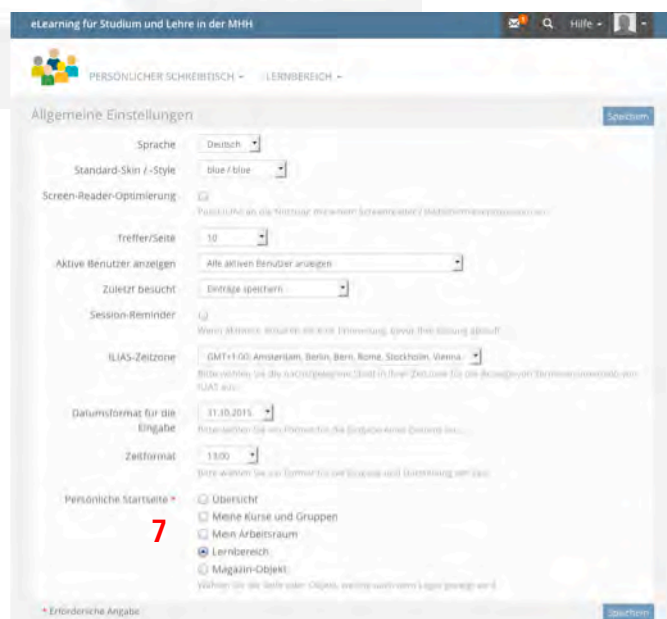 eLearning für Studium und Lehre in der MHH
Hilfe
PERSÖNLICHER SCHREIBTISCH LERNBEREICH
Allgemeine Einstellungen
Speichern
Sprache Deutsch
Standard-Skin / -Style blue / blue
Screen-Reader-Optimierung
Treffer/Seite 10
Aktive Benutzer anzeigen Alle aktiven Benutzer anzeigen
Zuletzt besucht Einträge speichern
Session-Reminder
ILIAS-Zeitzone GMT+1:00: Amsterdam, Berlin, Bern, Rome, Stockholm, Vienna
Datumsformat für die
Eingabe
31.10.2015
Zeitformat 13:00
Persönliche Startseite * Übersicht
Meine Kurse und Gruppen
7 Mein Arbeitsraum
Lernbereich
Magazin-Objekt
* Erforderliche Angabe Speichern